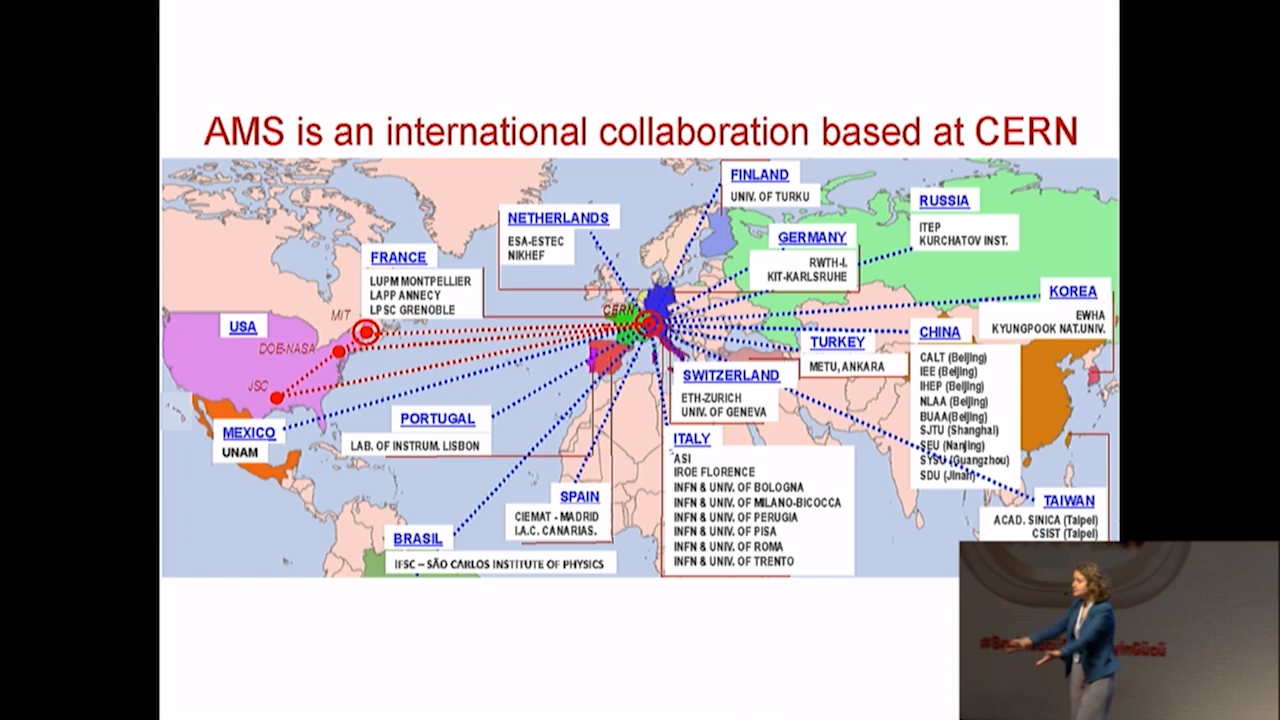 AMS is an international collaboration based at CERN
FINLAND
UNIV. OF TURKU
RUSSIA
ITEP
KURCHATOV INST.
NETHERLANDS
ESA-ESTEC
NIKHEF
GERMANY
RWTH-I.
KIT-KARLSRUHE
FRANCE
LUPM MONTPELLIER
LAPP ANNECY
LPSC GRENOBLE
KOREA
EWHA
KYUNGPOOK NAT.UNIV.
MIT
CERN
USA
DOE-NASA
JSC
TURKEY
METU, ANKARA
CHINA
CALT (Beijing)
IEE (Beijing)
IHEP (Beijing)
NLAA (Beijing)
BUAA(Beijing)
SJTU (Shanghai)
SEU (Nanjing)
SYSU (Guangzhou)
SDU (Jinan)
SWITZERLAND
ETH-ZURICH
UNIV. OF GENEVA
MEXICO
UNAM
PORTUGAL
LAB. OF INSTRUM. LISBON
ITALY
ASI
IROE FLORENCE
INFN & UNIV. OF BOLOGNA
INFN & UNIV. OF MILANO-BICOCCA
INFN & UNIV. OF PERUGIA
INFN & UNIV. OF PISA
INFN & UNIV. OF ROMA
INFN & UNIV. OF TRENTO
SPAIN
CIEMAT - MADRID
I.A.C. CANARIAS.
TAIWAN
ACAD. SINICA (Taipei)
CSIST (Taipei)
BRASIL
IFSC – SÃO CARLOS INSTITUTE OF PHYSICS